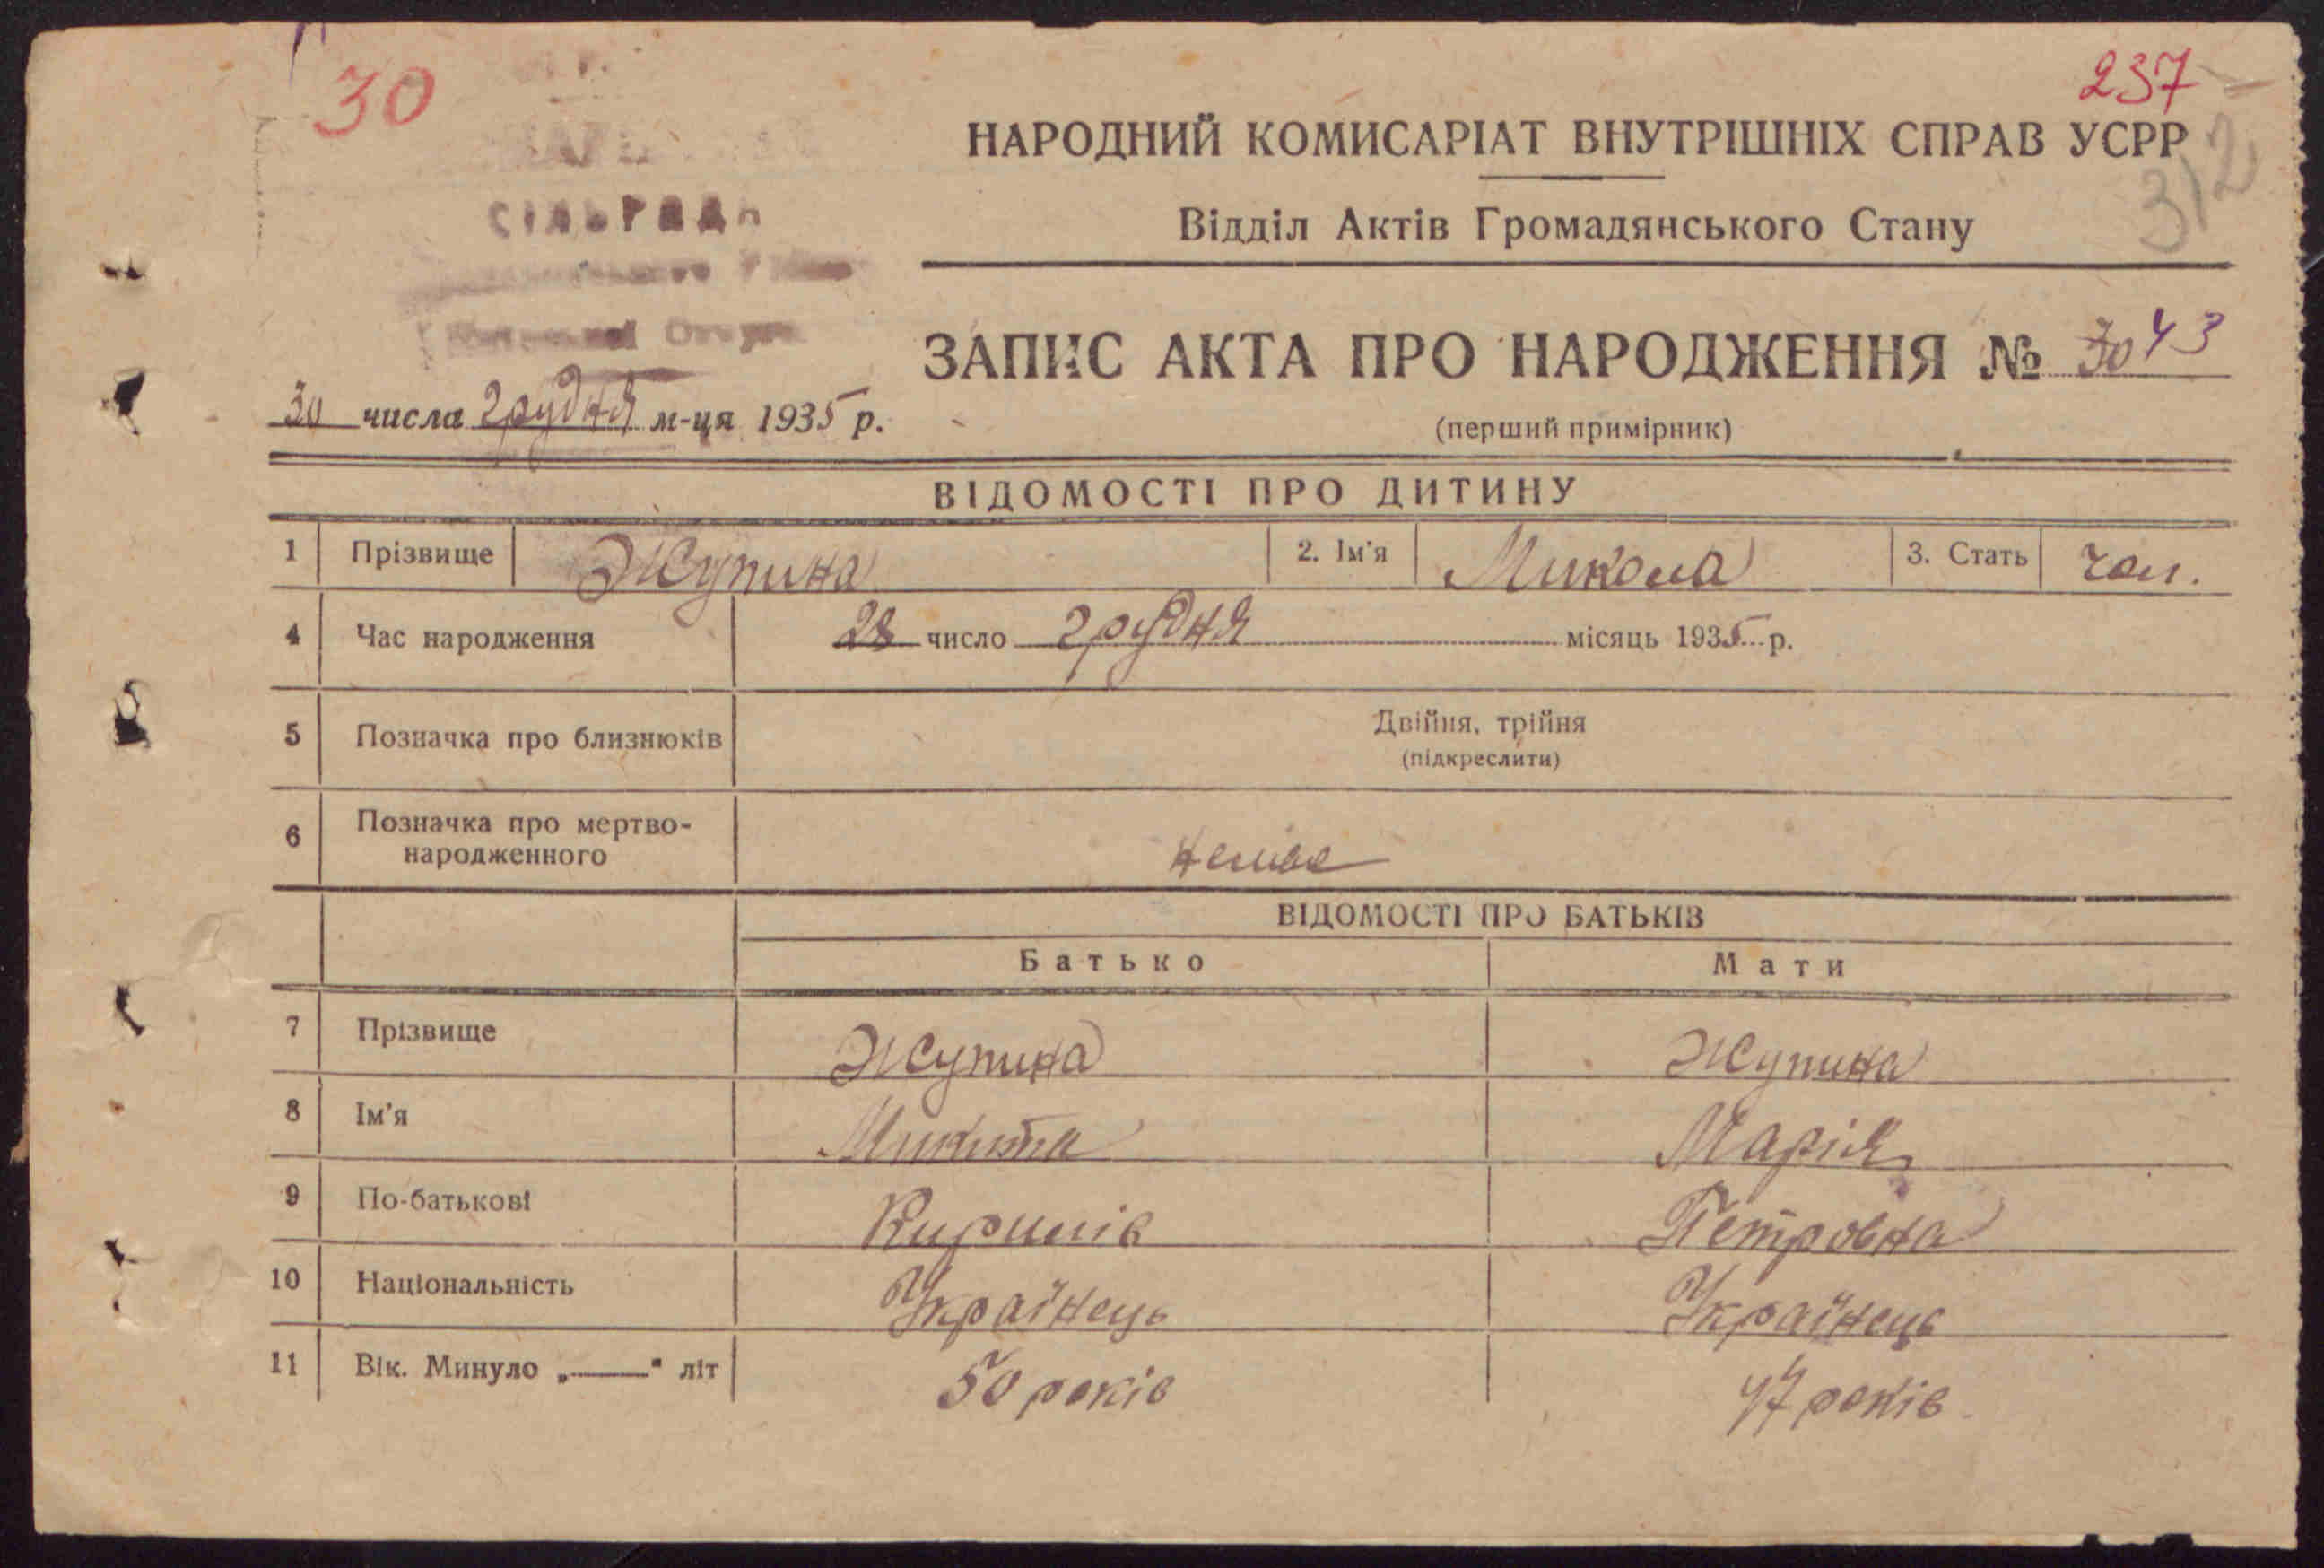 30
237
НАРОДНИЙ КОМИСАРІАТ ВНУТРІШНІХ СПРАВ УСРР
312
Відділ Актів Громадянського Стану
СІЛЬРАДА
ЗАПИС АКТА ПРО НАРОДЖЕННЯ № 43
30 числа грудня м-ця 1935 р.
(перший примірник)
ВІДОМОСТІ ПРО ДИТИНУ
1 Прізвище Жупина 2. Ім'я Микола 3. Стать чол.
4 Час народження 28 число грудня місяць 1935 р.
5 Позначка про близнюків Двійня, трійня
(підкреслити)
6 Позначка про мертво-
народженного немає
ВІДОМОСТІ ПРО БАТЬКІВ
Батько Мати
7 Прізвище Жупина Жупина
8 Ім'я Микита Марія
9 По-батькові Кирилів Петровна
10 Національність Українець Українець
11 Вік. Минуло „——" літ 50 років 47 років